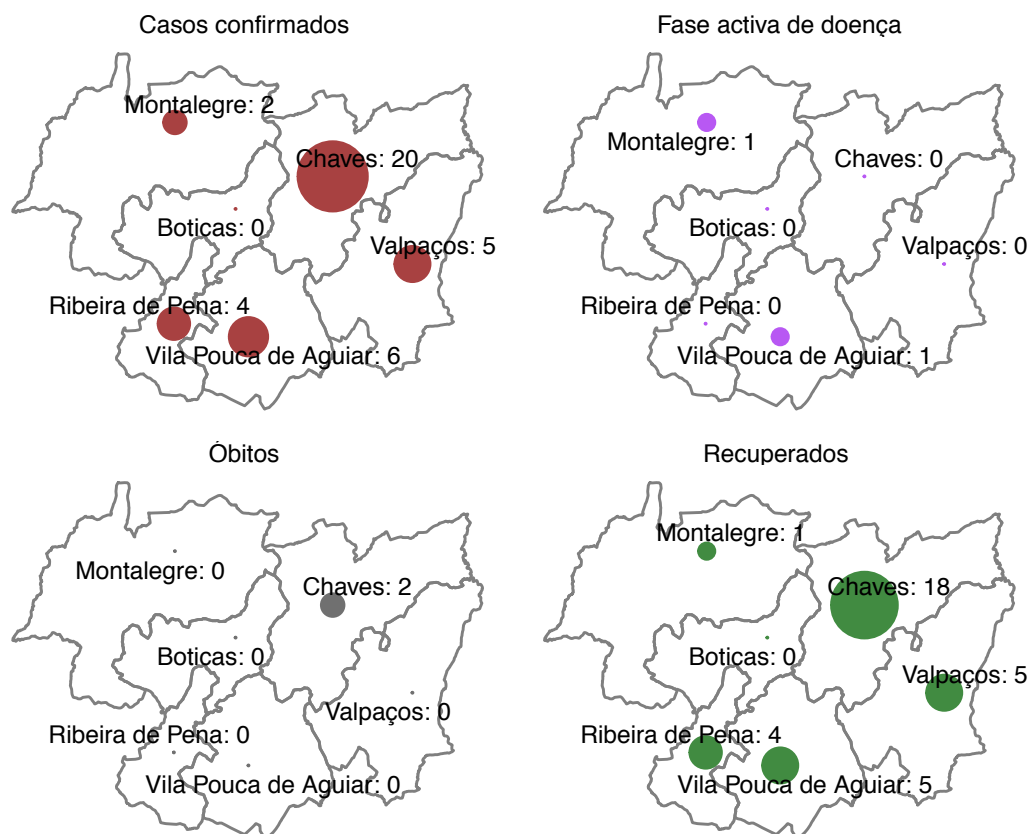 Casos confirmados
Montalegre: 2
Chaves: 20
Boticas: 0
Valpaços: 5
Ribeira de Pena: 4
Vila Pouca de Aguiar: 6
Fase activa de doença
Montalegre: 1
Chaves: 0
Boticas: 0
Valpaços: 0
Ribeira de Pena: 0
Vila Pouca de Aguiar: 1
Óbitos
Montalegre: 0
Chaves: 2
Boticas: 0
Valpaços: 0
Ribeira de Pena: 0
Vila Pouca de Aguiar: 0
Recuperados
Montalegre: 1
Chaves: 18
Boticas: 0
Valpaços: 5
Ribeira de Pena: 4
Vila Pouca de Aguiar: 5